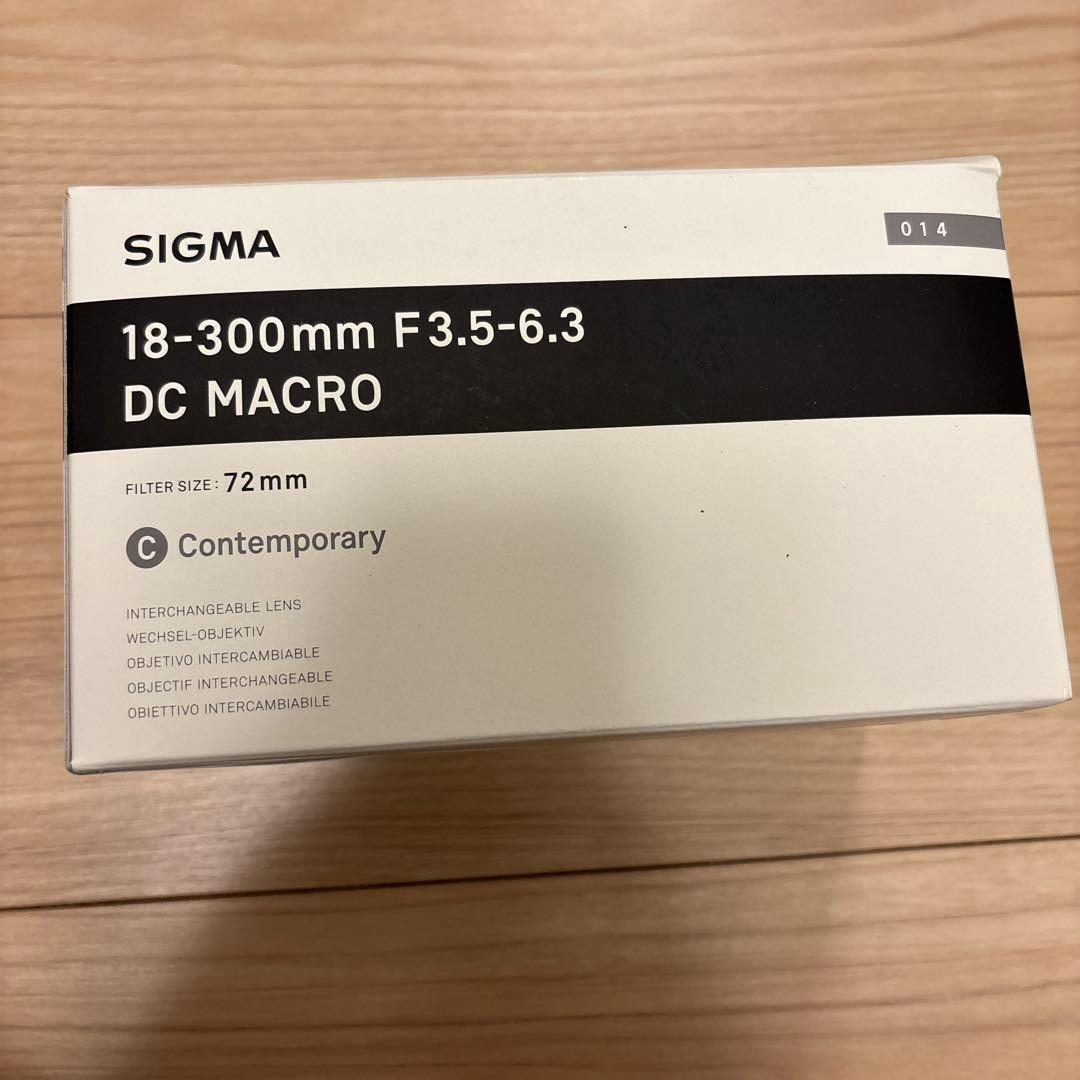 SIGMA
014
18-300mm F3.5-6.3
DC MACRO
FILTER SIZE: 72mm
C Contemporary
INTERCHANGEABLE LENS
WECHSEL-OBJEKTIV
OBJETIVO INTERCAMBIABLE
OBJECTIF INTERCHANGEABLE
OBIETTIVO INTERCAMBIABILE